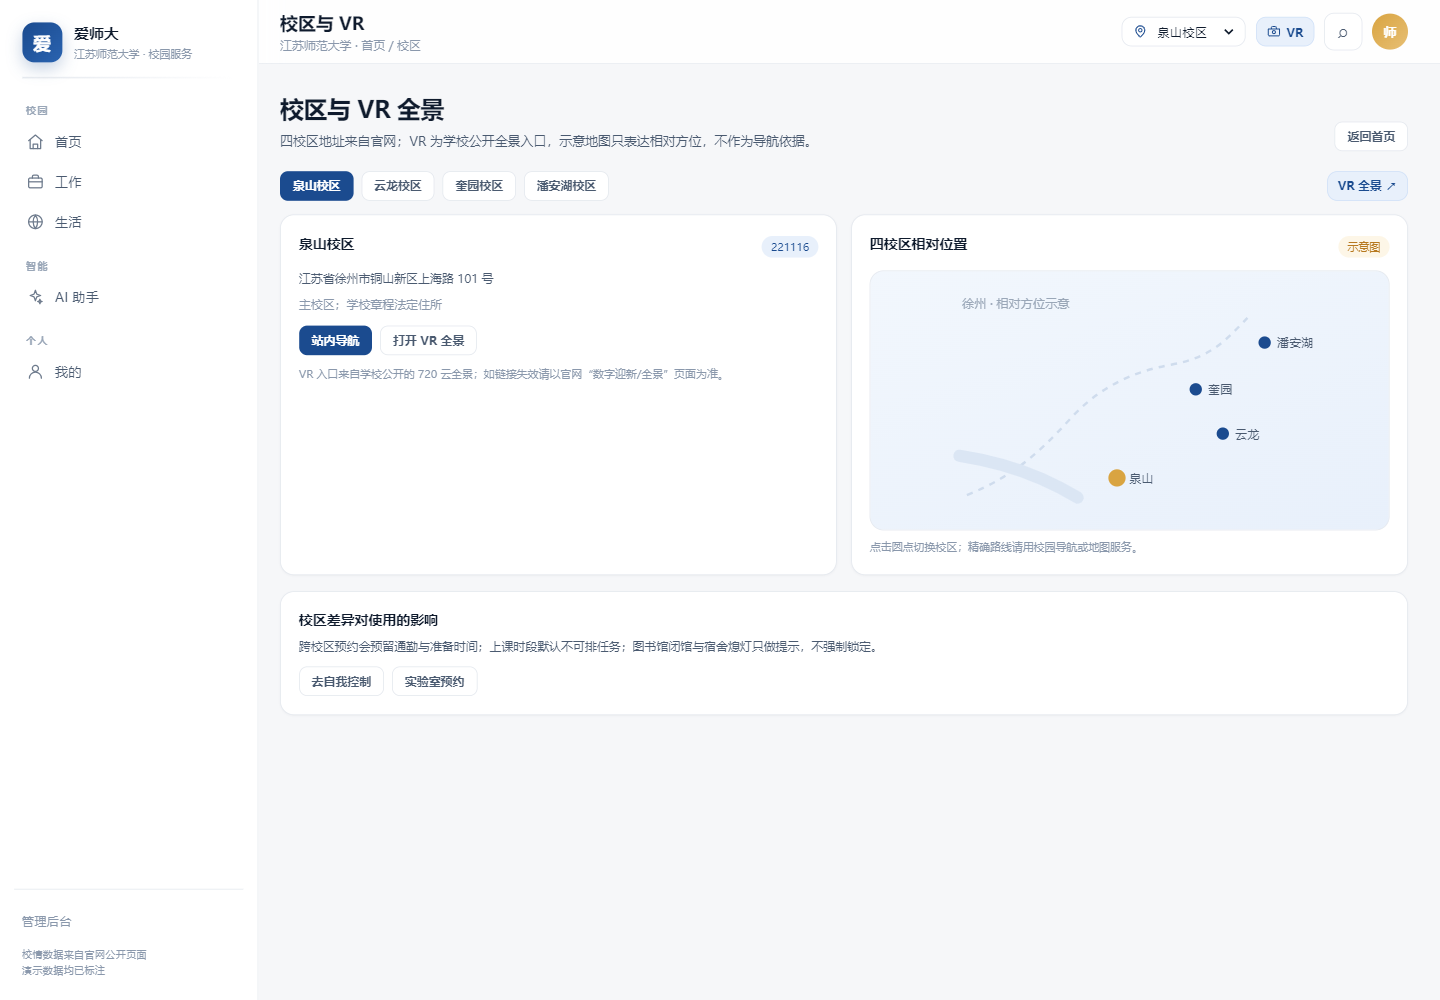 爱
爱师大
江苏师范大学 · 校园服务
校园
首页
工作
生活
智能
AI 助手
个人
我的
管理后台
校情数据来自官网公开页面
演示数据均已标注
校区与 VR
江苏师范大学 · 首页 / 校区
泉山校区
VR
师
校区与 VR 全景
四校区地址来自官网；VR 为学校公开全景入口，示意地图只表达相对方位，不作为导航依据。
返回首页
泉山校区
云龙校区
奎园校区
潘安湖校区
VR 全景 ↗
泉山校区
221116
江苏省徐州市铜山新区上海路 101 号
主校区；学校章程法定住所
站内导航
打开 VR 全景
VR 入口来自学校公开的 720 云全景；如链接失效请以官网“数字迎新/全景”页面为准。
四校区相对位置
示意图
徐州 · 相对方位示意
潘安湖
奎园
云龙
泉山
点击圆点切换校区；精确路线请用校园导航或地图服务。
校区差异对使用的影响
跨校区预约会预留通勤与准备时间；上课时段默认不可排任务；图书馆闭馆与宿舍熄灯只做提示，不强制锁定。
去自我控制
实验室预约